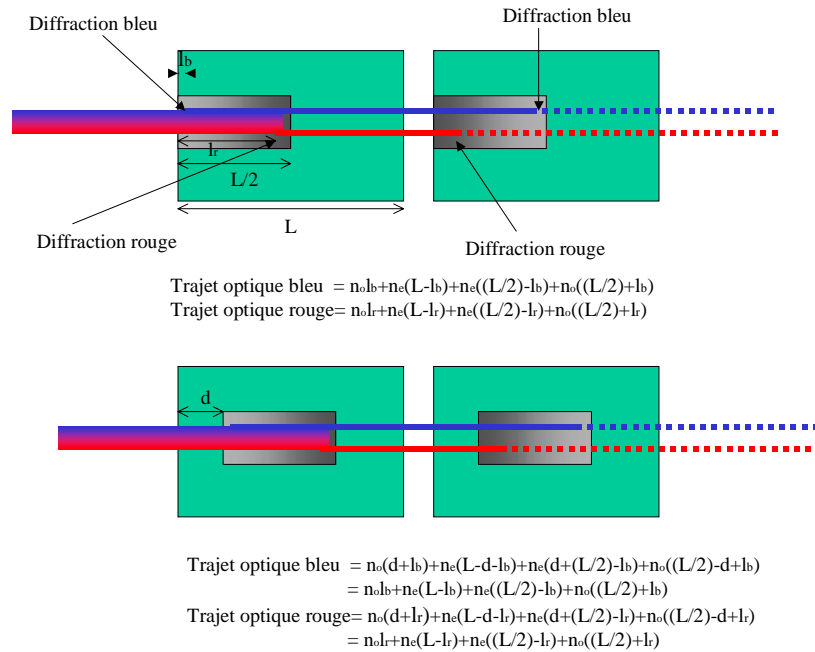 Diffraction bleu
Diffraction bleu
lb
lr
L/2
L
Diffraction rouge
Diffraction rouge
Trajet optique bleu = nolb+ne(L-lb)+ne((L/2)-lb)+no((L/2)+lb)
Trajet optique rouge= nolr+ne(L-lr)+ne((L/2)-lr)+no((L/2)+lr)
d
Trajet optique bleu = no(d+lb)+ne(L-d-lb)+ne(d+(L/2)-lb)+no((L/2)-d+lb)
= nolb+ne(L-lb)+ne((L/2)-lb)+no((L/2)+lb)
Trajet optique rouge= no(d+lr)+ne(L-d-lr)+ne(d+(L/2)-lr)+no((L/2)-d+lr)
= nolr+ne(L-lr)+ne((L/2)-lr)+no((L/2)+lr)